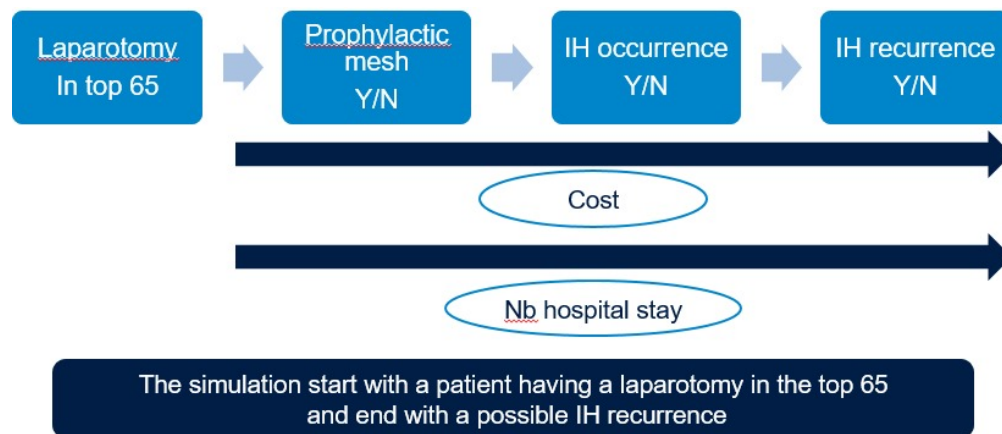 Laparotomy
In top 65
Prophylactic
mesh
Y/N
IH occurrence
Y/N
IH recurrence
Y/N
Cost
Nb hospital stay
The simulation start with a patient having a laparotomy in the top 65
and end with a possible IH recurrence